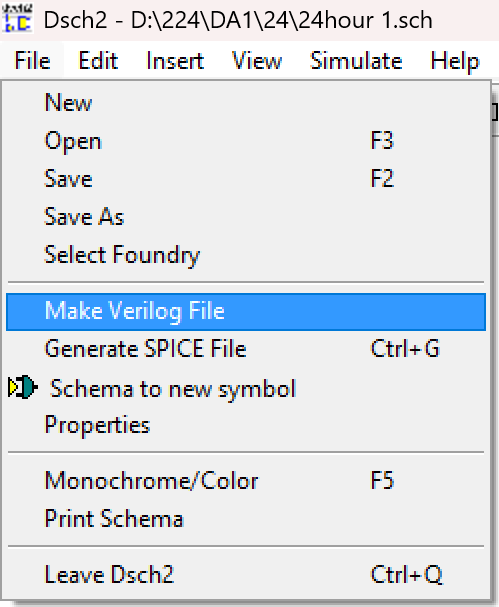 Dsch2 - D:\224\DA1\24\24hour 1.sch
File Edit Insert View Simulate Help
New
Open F3
Save F2
Save As
Select Foundry
Make Verilog File
Generate SPICE File Ctrl+G
Schema to new symbol
Properties
Monochrome/Color F5
Print Schema
Leave Dsch2 Ctrl+Q